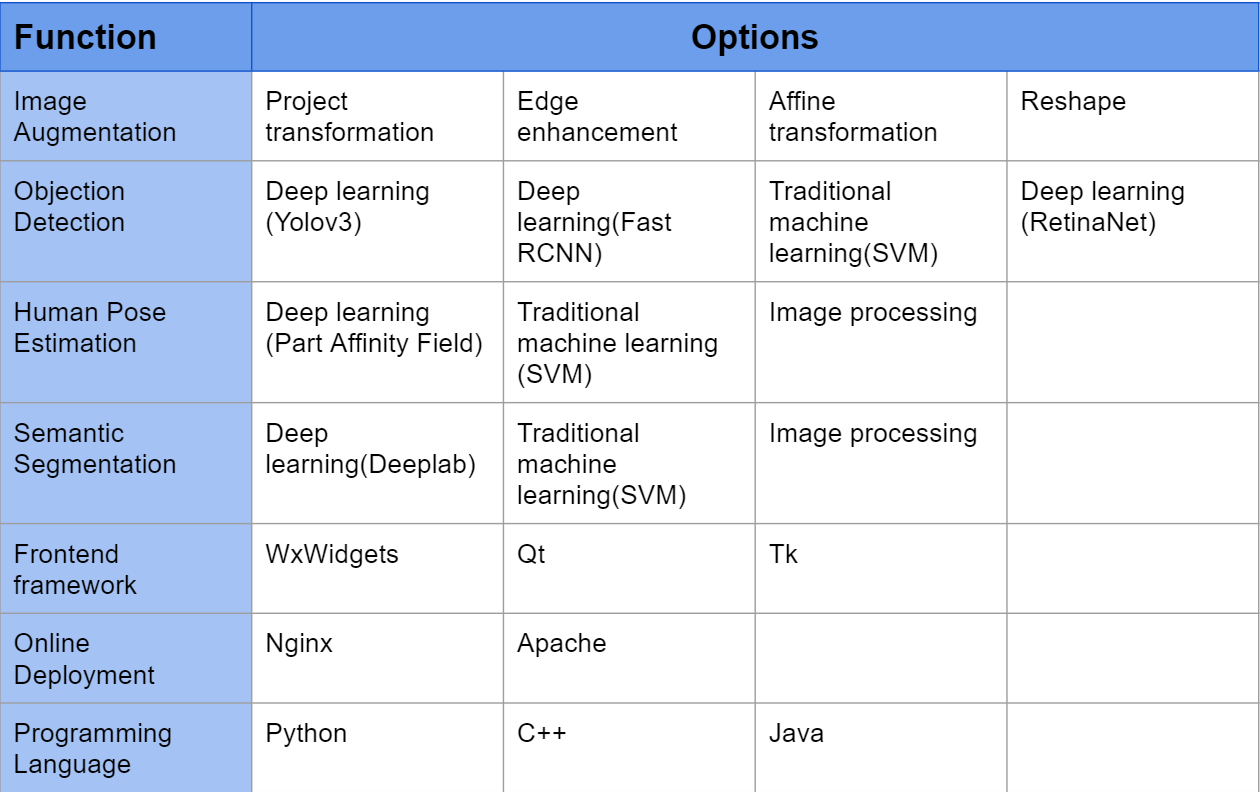 Function
Options
Image
Augmentation
Project
transformation
Edge
enhancement
Affine
transformation
Reshape
Objection
Detection
Deep learning
(Yolov3)
Deep
learning(Fast
RCNN)
Traditional
machine
learning(SVM)
Deep learning
(RetinaNet)
Human Pose
Estimation
Deep learning
(Part Affinity Field)
Traditional
machine learning
(SVM)
Image processing
Semantic
Segmentation
Deep
learning(Deeplab)
Traditional
machine
learning(SVM)
Image processing
Frontend
framework
WxWidgets
Qt
Tk
Online
Deployment
Nginx
Apache
Programming
Language
Python
C++
Java